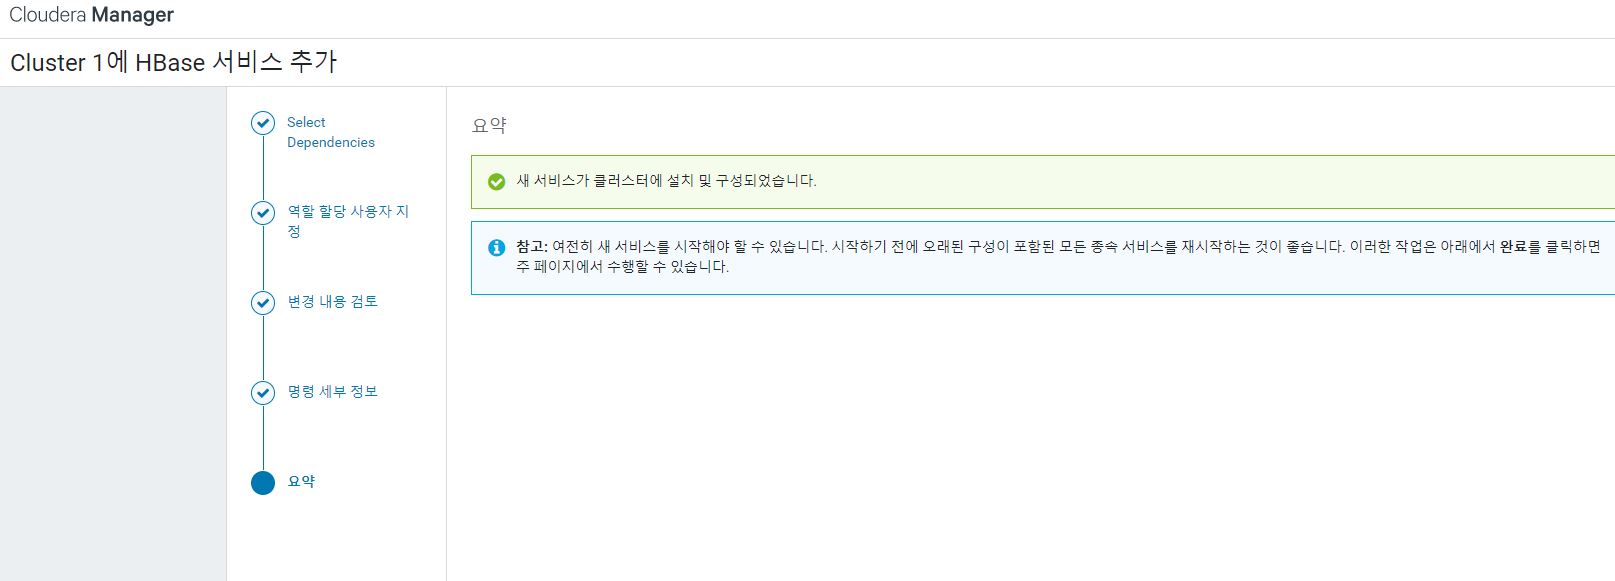 Cloudera Manager
Cluster 1에 HBase 서비스 추가
Select
Dependencies
역할 할당 사용자 지
정
변경 내용 검토
명령 세부 정보
요약
요약
새 서비스가 클러스터에 설치 및 구성되었습니다.
참고: 여전히 새 서비스를 시작해야 할 수 있습니다. 시작하기 전에 오래된 구성이 포함된 모든 종속 서비스를 재시작하는 것이 좋습니다. 이러한 작업은 아래에서 완료를 클릭하면
주 페이지에서 수행할 수 있습니다.